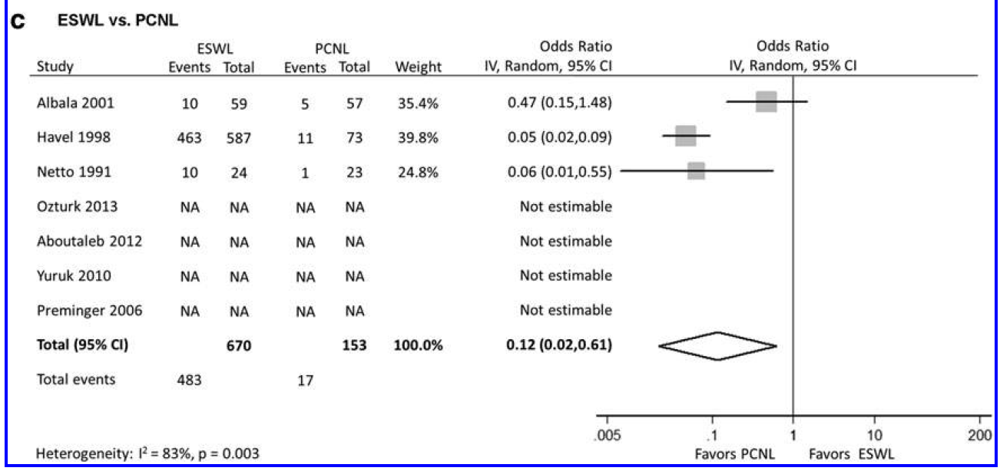 C ESWL vs. PCNL
ESWL PCNL Odds Ratio Odds Ratio
Study Events Total Events Total Weight IV, Random, 95% CI IV, Random, 95% CI
Albala 2001 10 59 5 57 35.4% 0.47 (0.15,1.48)
Havel 1998 463 587 11 73 39.8% 0.05 (0.02,0.09)
Netto 1991 10 24 1 23 24.8% 0.06 (0.01,0.55)
Ozturk 2013 NA NA NA NA Not estimable
Aboutaleb 2012 NA NA NA NA Not estimable
Yuruk 2010 NA NA NA NA Not estimable
Preminger 2006 NA NA NA NA Not estimable
Total (95% CI) 670 153 100.0% 0.12 (0.02,0.61)
Total events 483 17
.005 .1 1 10 200
Heterogeneity: I² = 83%, p = 0.003 Favors PCNL Favors ESWL